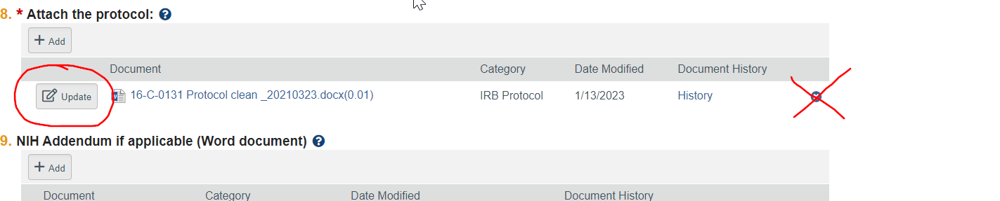 8. * Attach the protocol: ?
+ Add
Document Category Date Modified Document History
Update 16-C-0131 Protocol clean _20210323.docx(0.01) IRB Protocol 1/13/2023 History
9. NIH Addendum if applicable (Word document) ?
+ Add
Document Category Date Modified Document History